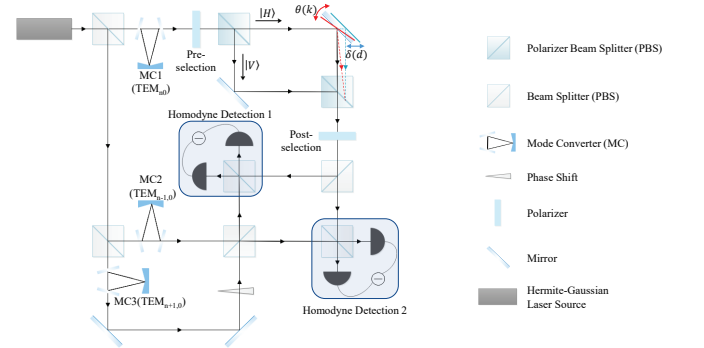 θ(k)
|H⟩
δ(d)
|V⟩
Pre-
selection
MC1
(TEMn0)
Homodyne Detection 1
Post-
selection
MC2
(TEMn-1,0)
MC3(TEMn+1,0)
Homodyne Detection 2
Polarizer Beam Splitter (PBS)
Beam Splitter (PBS)
Mode Converter (MC)
Phase Shift
Polarizer
Mirror
Hermite-Gaussian
Laser Source